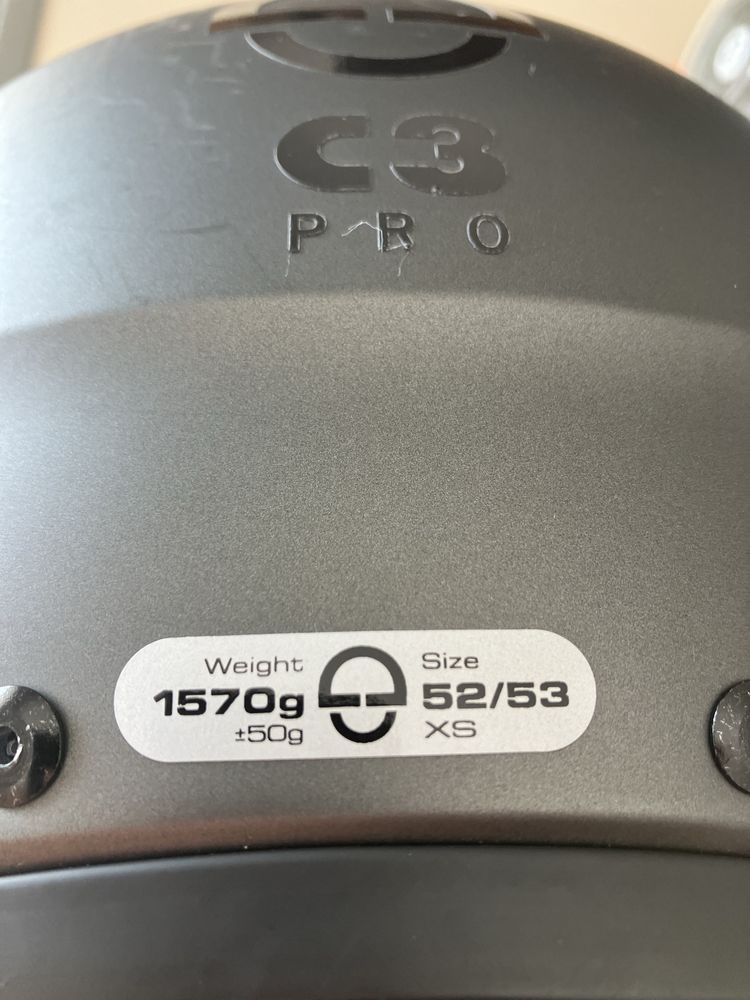 C3
PRO
Weight
1570g
±50g
Size
52/53
XS